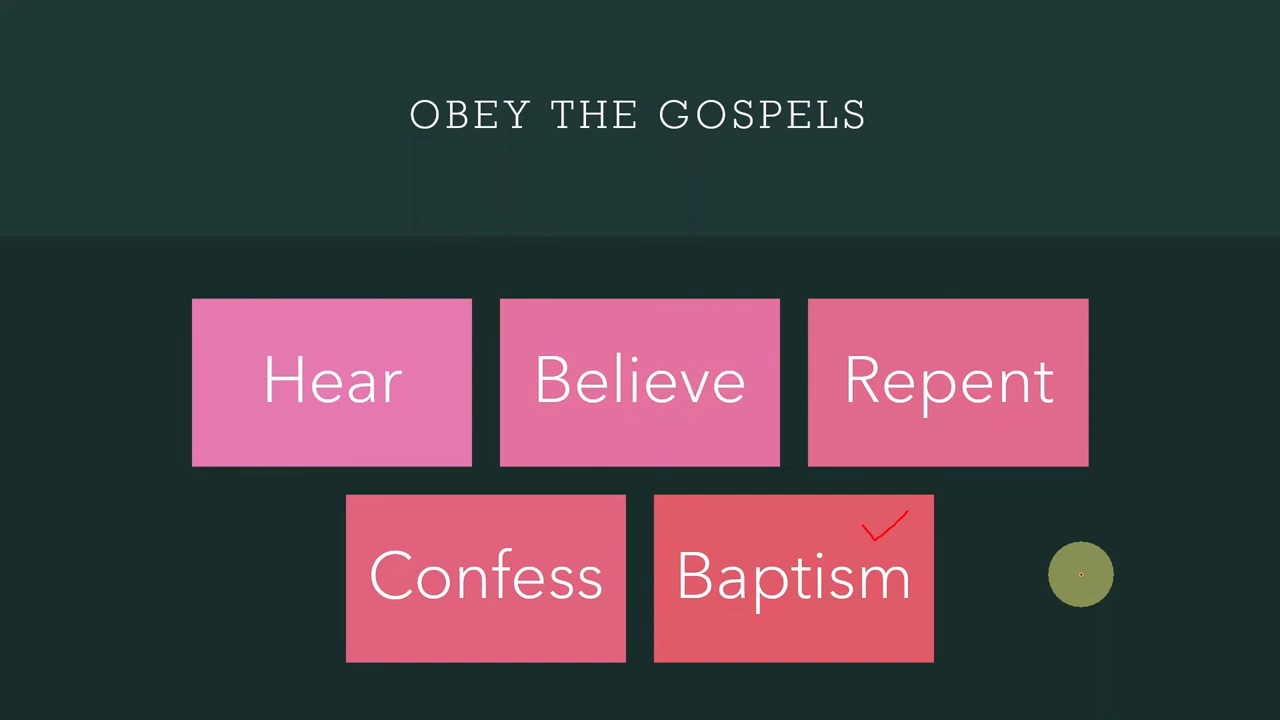 OBEY THE GOSPELS
Hear
Believe
Repent
Confess
Baptism